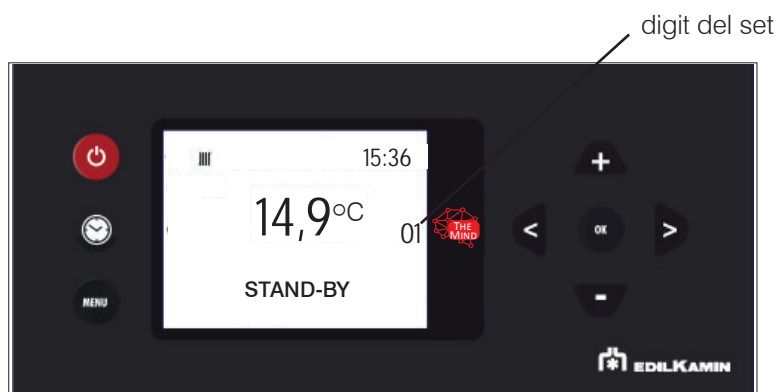 digit del set
15:36
14,9°C
01
THE
MIND
STAND-BY
MENU
OK
EDILKAMIN